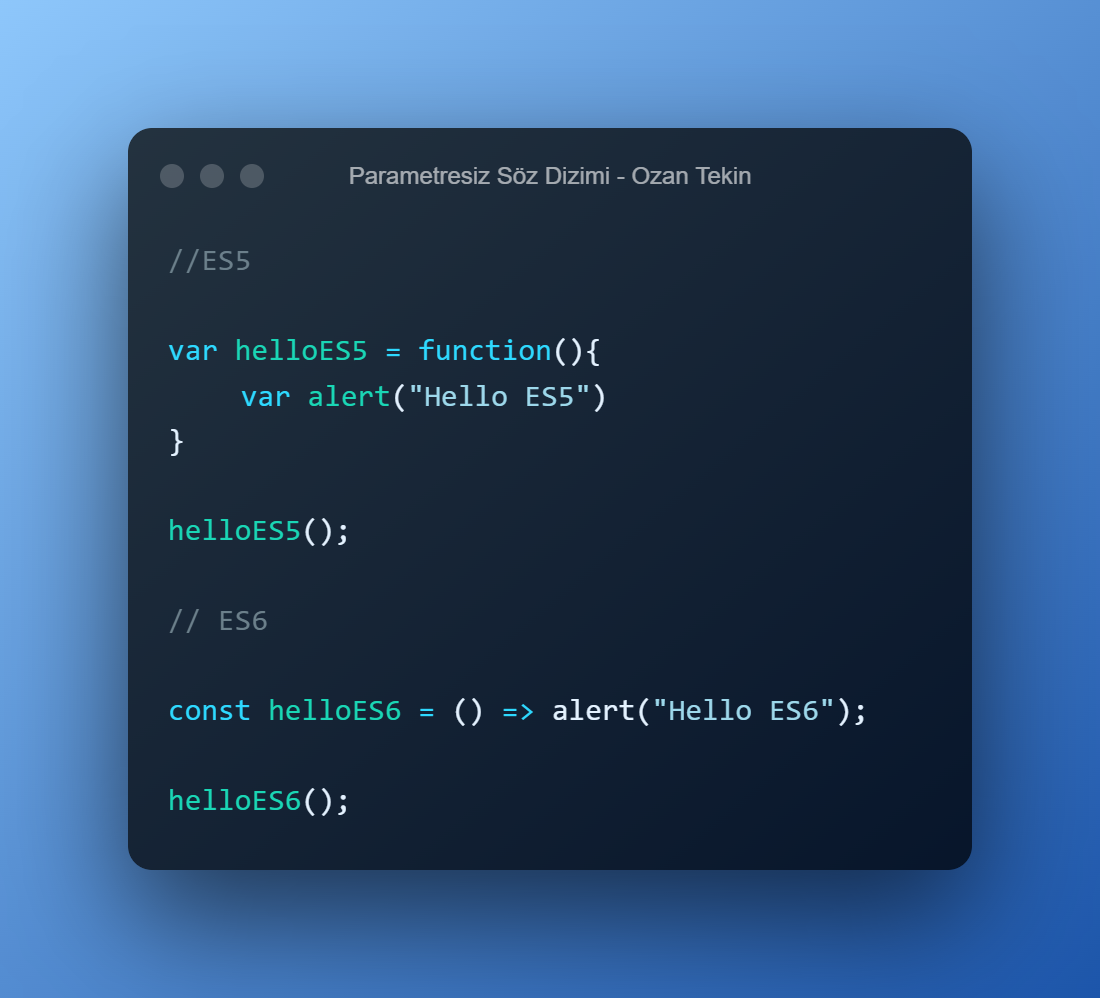 Parametresiz Söz Dizimi - Ozan Tekin
//ES5
var helloES5 = function(){
var alert("Hello ES5")
}
helloES5();
// ES6
const helloES6 = () => alert("Hello ES6");
helloES6();